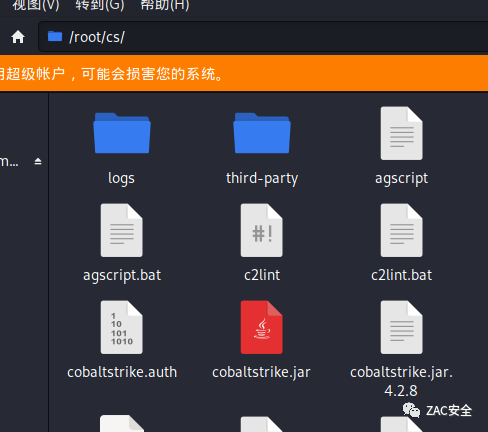 视图(V) 转到(G) 帮助(H)
/root/cs/
超级帐户，可能会损害您的系统。
m...
logs third-party agscript
agscript.bat c2lint c2lint.bat
#!
1
10
101
1010
cobaltstrike.auth cobaltstrike.jar cobaltstrike.jar.
4.2.8
ZAC安全